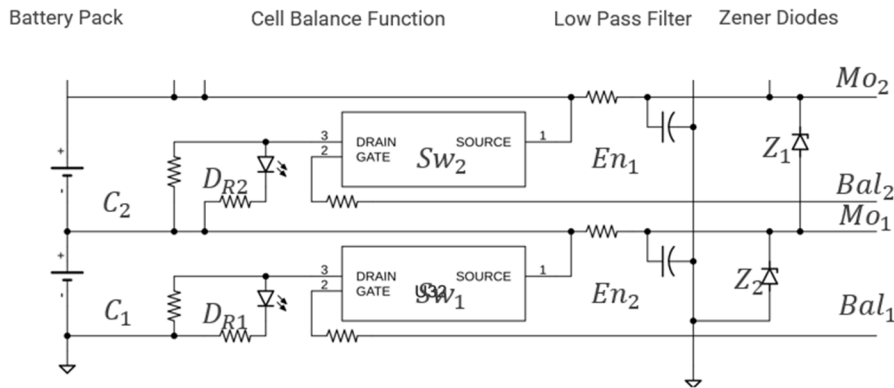 Battery Pack Cell Balance Function Low Pass Filter Zener Diodes
Mo2
+
3 DRAIN SOURCE 1
2 GATE Sw2
Z1
En1
DR2
-
C2
Bal2
Mo1
+
3 DRAIN SOURCE 1
2 GATE Sw1
Z2
En2
-
C1
DR1
Bal1